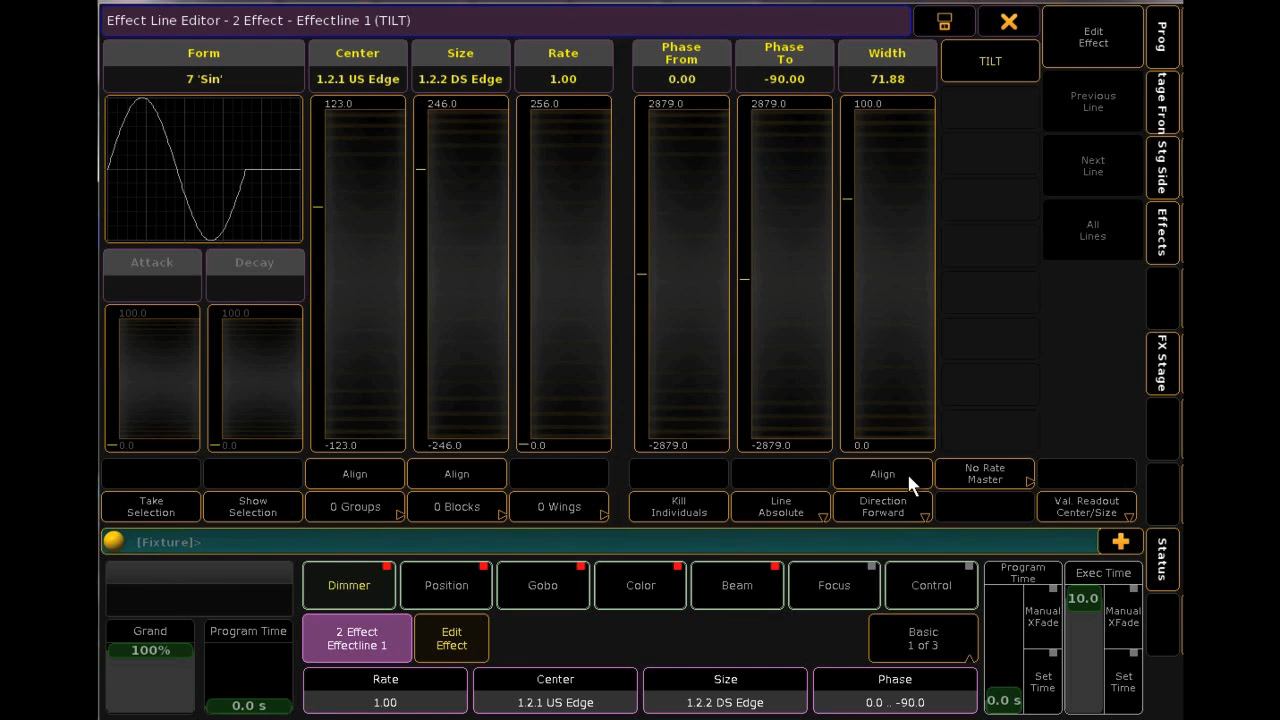 Effect Line Editor - 2 Effect - Effectline 1 (TILT)
Form
Center
Size
Rate
Phase
From
Phase
To
Width
7 'Sin'
1.2.1 US Edge
1.2.2 DS Edge
1.00
0.00
-90.00
71.88
TILT
Edit
Effect
Previous
Line
Next
Line
All
Lines
123.0
246.0
256.0
2879.0
2879.0
100.0
Attack
Decay
100.0
100.0
0.0
0.0
-123.0
-246.0
0.0
-2879.0
-2879.0
0.0
Align
Align
Align
No Rate
Master
Take
Selection
Show
Selection
0 Groups
0 Blocks
0 Wings
Kill
Individuals
Line
Absolute
Direction
Forward
Val. Readout
Center/Size
[Fixture]>
Prog
tage Fron
Stg Side
Effects
FX Stage
Status
Dimmer
Position
Gobo
Color
Beam
Focus
Control
2 Effect
Effectline 1
Edit
Effect
Basic
1 of 3
Grand
100%
Program Time
0.0 s
Rate
1.00
Center
1.2.1 US Edge
Size
1.2.2 DS Edge
Phase
0.0 .. -90.0
Program
Time
Manual
XFade
Set
Time
0.0 s
Exec Time
10.0
Manual
XFade
Set
Time